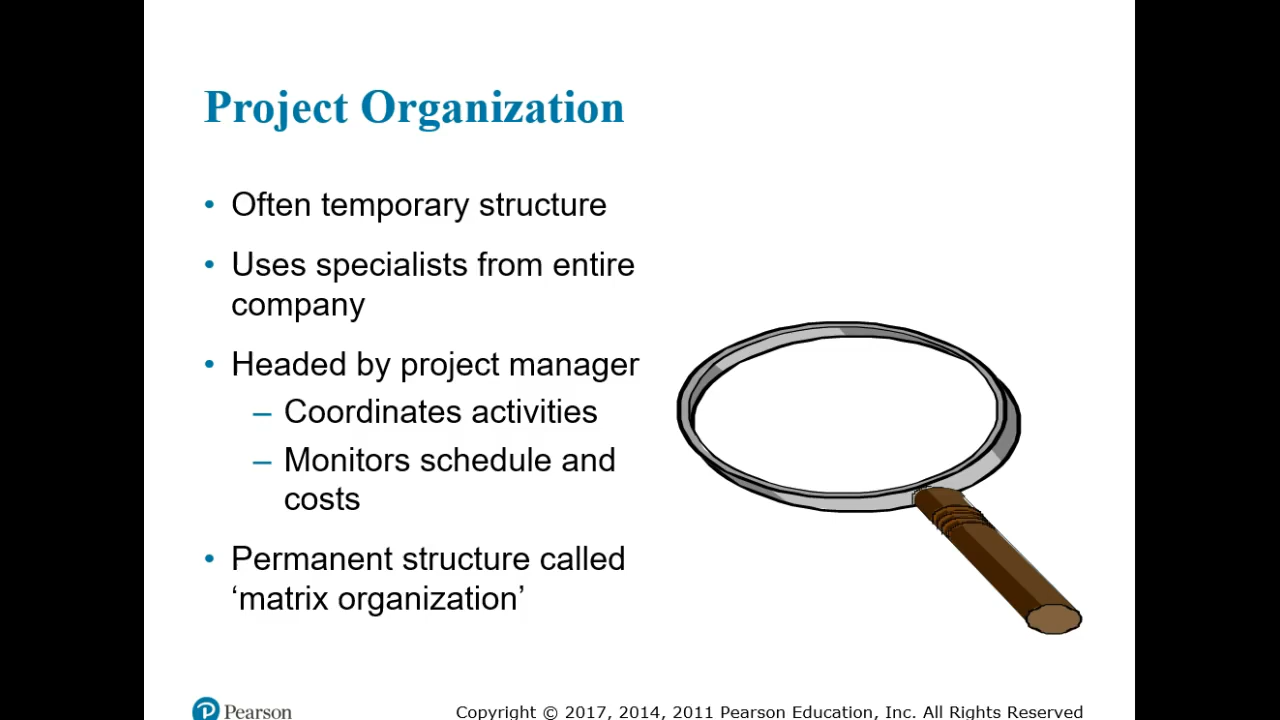 Project Organization
• Often temporary structure
• Uses specialists from entire
company
• Headed by project manager
– Coordinates activities
– Monitors schedule and
costs
• Permanent structure called
‘matrix organization’
P Pearson
Copyright © 2017, 2014, 2011 Pearson Education, Inc. All Rights Reserved